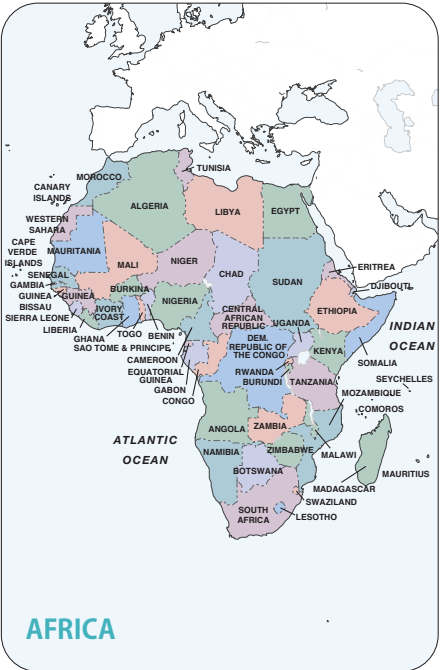 TUNISIA
MOROCCO
CANARY
ISLANDS
ALGERIA
LIBYA
EGYPT
WESTERN
SAHARA
CAPE
VERDE
ISLANDS
MAURITANIA
MALI
NIGER
CHAD
SUDAN
ERITREA
DJIBOUTI
SENEGAL
GAMBIA
GUINEA
BISSAU
GUINEA
BURKINA
NIGERIA
ETHIOPIA
SIERRA LEONE
IVORY
COAST
CENTRAL
AFRICAN
REPUBLIC
UGANDA
LIBERIA
GHANA
TOGO
BENIN
SAO TOME & PRINCIPE
CAMEROON
EQUATORIAL
GUINEA
GABON
CONGO
DEM.
REPUBLIC OF
THE CONGO
KENYA
INDIAN
OCEAN
SOMALIA
RWANDA
BURUNDI
TANZANIA
SEYCHELLES
MOZAMBIQUE
COMOROS
ATLANTIC
OCEAN
ANGOLA
ZAMBIA
MALAWI
NAMIBIA
ZIMBABWE
BOTSWANA
MAURITIUS
MADAGASCAR
SWAZILAND
SOUTH
AFRICA
LESOTHO
AFRICA